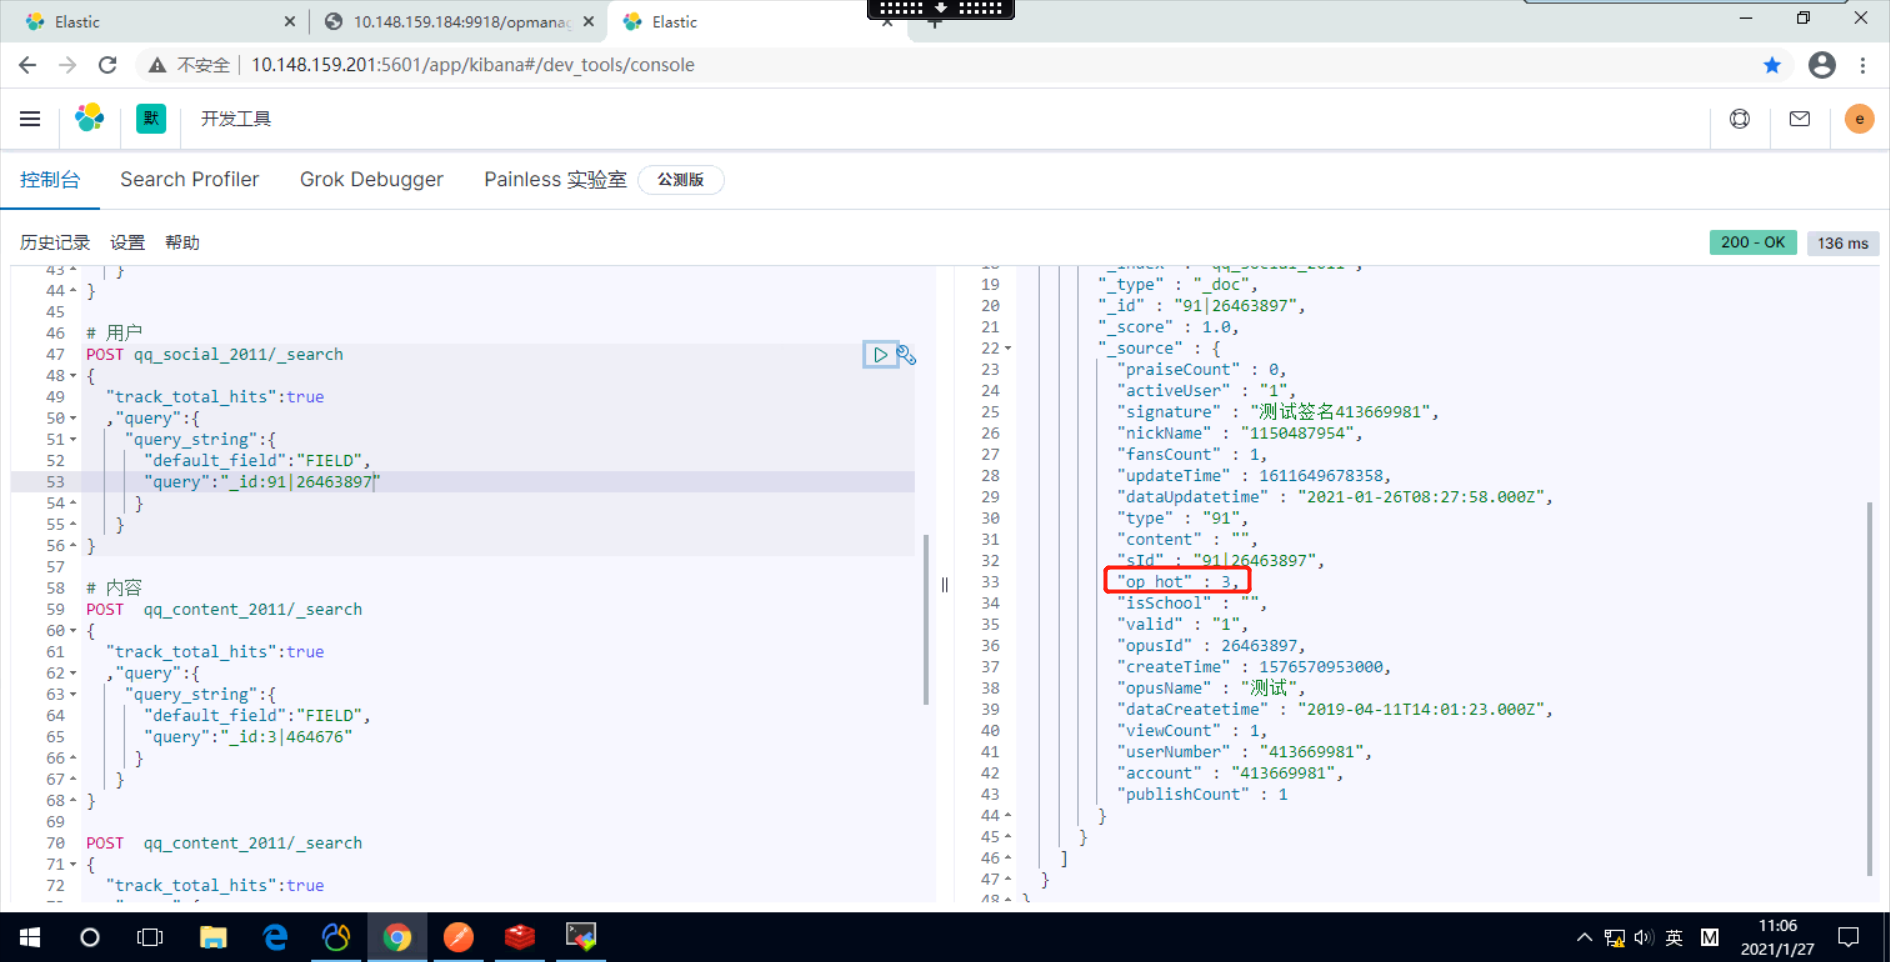 Elastic
10.148.159.184:9918/opmana
Elastic
不安全
10.148.159.201:5601/app/kibana#/dev_tools/console
默
开发工具
e
控制台
Search Profiler
Grok Debugger
Painless 实验室
公测版
历史记录 设置 帮助
200 - OK
136 ms
43 }
44 }
45
46 # 用户
47 POST qq_social_2011/_search
48 {
49 "track_total_hits":true
50 ,"query":{
51 "query_string":{
52 "default_field":"FIELD",
53 "query":"_id:91|26463897"
54 }
55 }
56 }
57
58 # 内容
59 POST  qq_content_2011/_search
60 {
61 "track_total_hits":true
62 ,"query":{
63 "query_string":{
64 "default_field":"FIELD",
65 "query":"_id:3|464676"
66 }
67 }
68 }
69
70 POST  qq_content_2011/_search
71 {
72 "track_total_hits":true
18 "_index" : "qq_social_2011",
19 "_type" : "_doc",
20 "_id" : "91|26463897",
21 "_score" : 1.0,
22 "_source" : {
23 "praiseCount" : 0,
24 "activeUser" : "1",
25 "signature" : "测试签名413669981",
26 "nickName" : "1150487954",
27 "fansCount" : 1,
28 "updateTime" : 1611649678358,
29 "dataUpdatetime" : "2021-01-26T08:27:58.000Z",
30 "type" : "91",
31 "content" : "",
32 "sId" : "91|26463897",
33 "op_hot" : 3,
34 "isSchool" : "",
35 "valid" : "1",
36 "opusId" : 26463897,
37 "createTime" : 1576570953000,
38 "opusName" : "测试",
39 "dataCreatetime" : "2019-04-11T14:01:23.000Z",
40 "viewCount" : 1,
41 "userNumber" : "413669981",
42 "account" : "413669981",
43 "publishCount" : 1
44 }
45 }
46 ]
47 }
48 }
英
M
11:06
2021/1/27